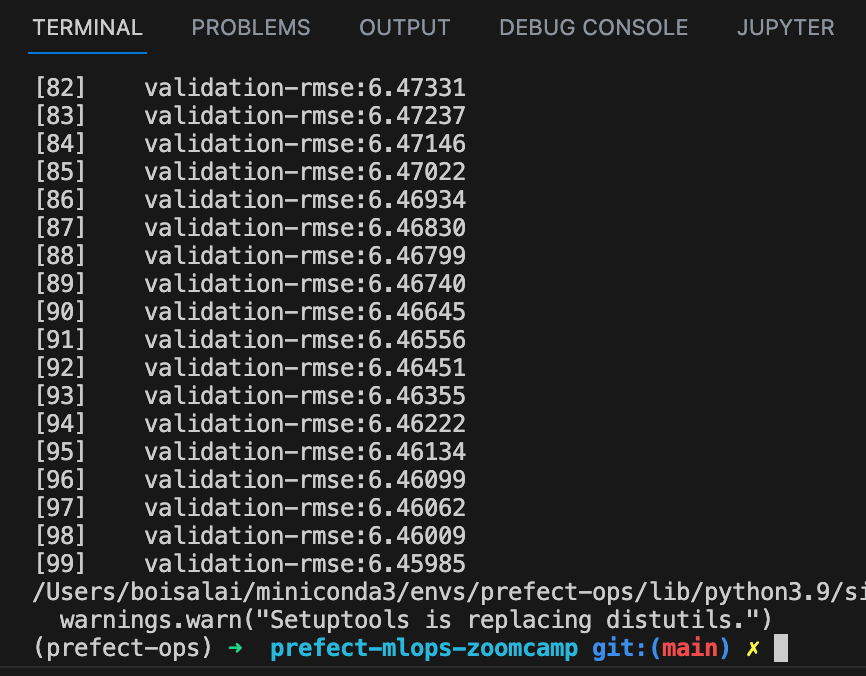 TERMINAL PROBLEMS OUTPUT DEBUG CONSOLE JUPYTER
[82] validation-rmse:6.47331
[83] validation-rmse:6.47237
[84] validation-rmse:6.47146
[85] validation-rmse:6.47022
[86] validation-rmse:6.46934
[87] validation-rmse:6.46830
[88] validation-rmse:6.46799
[89] validation-rmse:6.46740
[90] validation-rmse:6.46645
[91] validation-rmse:6.46556
[92] validation-rmse:6.46451
[93] validation-rmse:6.46355
[94] validation-rmse:6.46222
[95] validation-rmse:6.46134
[96] validation-rmse:6.46099
[97] validation-rmse:6.46062
[98] validation-rmse:6.46009
[99] validation-rmse:6.45985
/Users/boisalai/miniconda3/envs/prefect-ops/lib/python3.9/si
warnings.warn("Setuptools is replacing distutils.")
(prefect-ops) ➜ prefect-mlops-zoomcamp git:(main) ✗